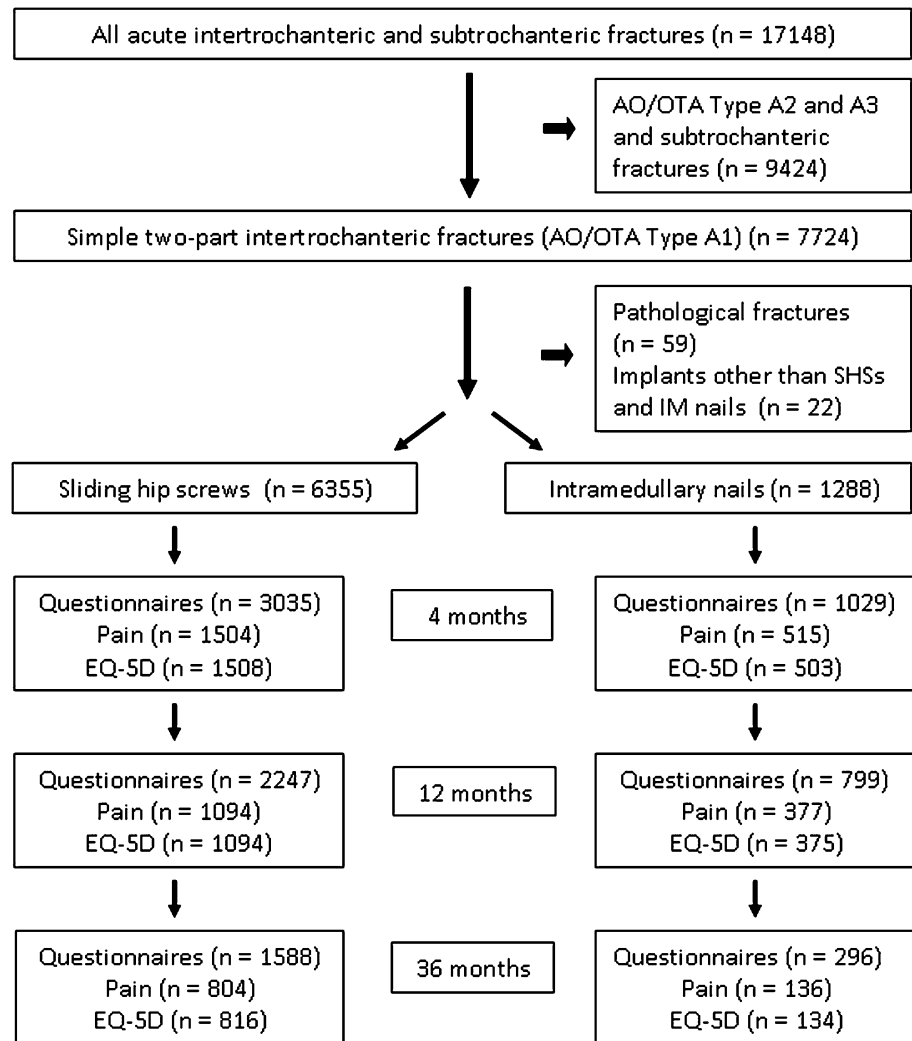 All acute intertrochanteric and subtrochanteric fractures (n = 17148)
AO/OTA Type A2 and A3
and subtrochanteric
fractures (n = 9424)
Simple two-part intertrochanteric fractures (AO/OTA Type A1) (n = 7724)
Pathological fractures
(n = 59)
Implants other than SHSs
and IM nails (n = 22)
Sliding hip screws (n = 6355)
Intramedullary nails (n = 1288)
Questionnaires (n = 3035)
Pain (n = 1504)
EQ-5D (n = 1508)
4 months
Questionnaires (n = 1029)
Pain (n = 515)
EQ-5D (n = 503)
Questionnaires (n = 2247)
Pain (n = 1094)
EQ-5D (n = 1094)
12 months
Questionnaires (n = 799)
Pain (n = 377)
EQ-5D (n = 375)
Questionnaires (n = 1588)
Pain (n = 804)
EQ-5D (n = 816)
36 months
Questionnaires (n = 296)
Pain (n = 136)
EQ-5D (n = 134)